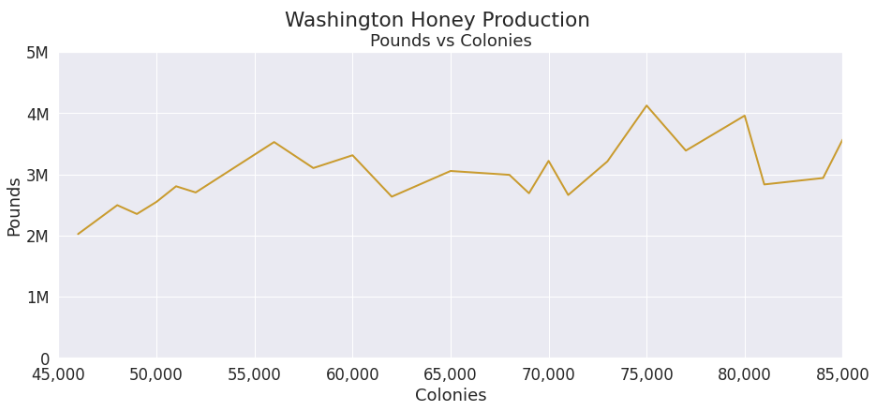 Washington Honey Production
Pounds vs Colonies
5M
4M
3M
2M
1M
0
Pounds
45,000 50,000 55,000 60,000 65,000 70,000 75,000 80,000 85,000
Colonies